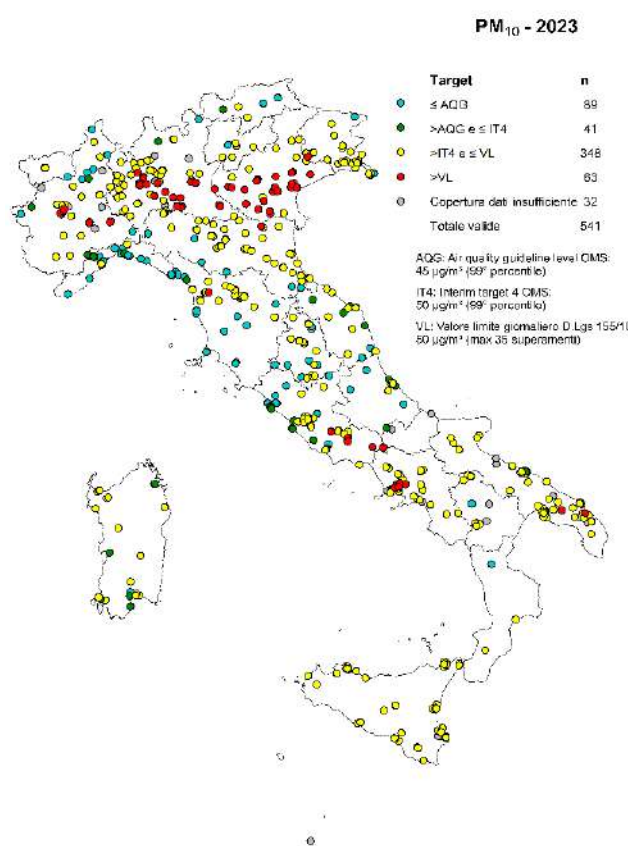 PM₁₀ - 2023
Target n
≤ AQG 89
>AQG e ≤ IT4 41
>IT4 e ≤ VL 348
>VL 63
Copertura dati insufficiente 32
Totale valide 541
AQG: Air quality guideline level OMS:
45 µg/m³ (99° percentile)
IT4: Interim target 4 OMS:
50 µg/m³ (99° percentile)
VL: Valore limite giornaliero D.Lgs 155/10
50 µg/m³ (max 35 superamenti)